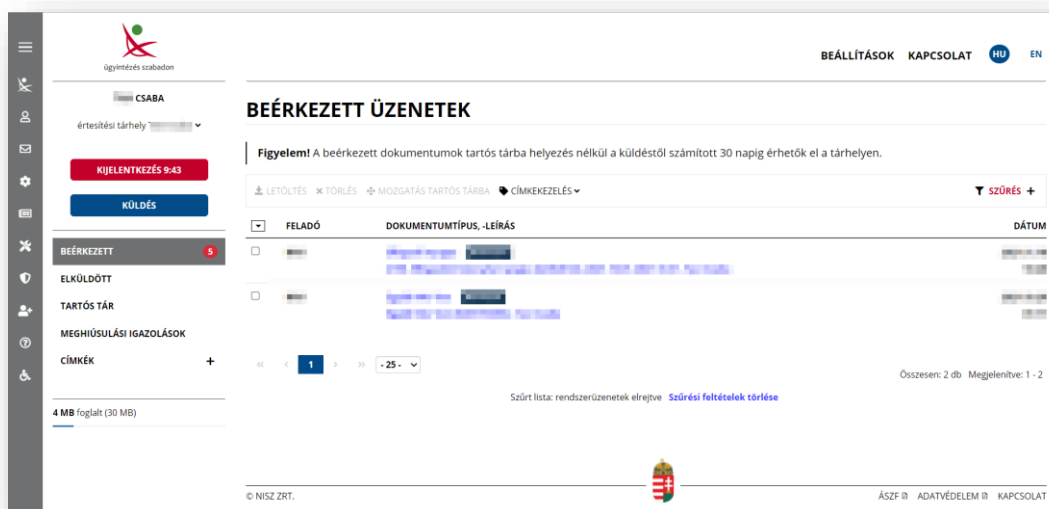 ügyintézés szabadon
BEÁLLÍTÁSOK KAPCSOLAT HU EN
CSABA
értesítési tárhely
KIJELENTKEZÉS 9:43
KÜLDÉS
BEÉRKEZETT 5
ELKÜLDÖTT
TARTÓS TÁR
MEGHIÚSULÁSI IGAZOLÁSOK
CÍMKÉK +
4 MB foglalt (30 MB)
BEÉRKEZETT ÜZENETEK
Figyelem! A beérkezett dokumentumok tartós tárba helyezés nélkül a küldéstől számított 30 napig érhetők el a tárhelyen.
LETÖLTÉS TÖRLÉS MOZGATÁS TARTÓS TÁRBA CÍMKEKEZELÉS SZŰRÉS +
FELADÓ DOKUMENTUMTÍPUS, -LEÍRÁS DÁTUM
« ‹ 1 › » - 25 -
Összesen: 2 db Megjelenítve: 1 - 2
Szűrt lista: rendszerüzenetek elrejtve Szűrési feltételek törlése
© NISZ ZRT. ÁSZF ADATVÉDELEM KAPCSOLAT